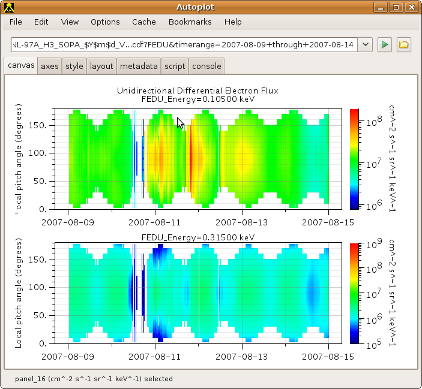 Autoplot
File Edit View Options Cache Bookmarks Help
NL-97A_H3_SOPA_$Y$m$d_V...cdf?FEDU&timerange=2007-08-09+through+2007-08-14
canvas axes style layout metadata script console
Unidirectional Differential Electron Flux
FEDU_Energy=0.10500 keV
Local pitch angle (degrees)
150.
100.
50.
0.
2007-08-09 2007-08-11 2007-08-13 2007-08-15
10^8
10^7
10^6
cm^-2 s^-1 sr^-1 keV^-1
FEDU_Energy=0.31500 keV
Local pitch angle (degrees)
150.
100.
50.
0.
2007-08-09 2007-08-11 2007-08-13 2007-08-15
10^9
10^8
10^7
10^6
10^5
cm^-2 s^-1 sr^-1 keV^-1
panel_16 (cm^-2 s^-1 sr^-1 keV^-1) selected